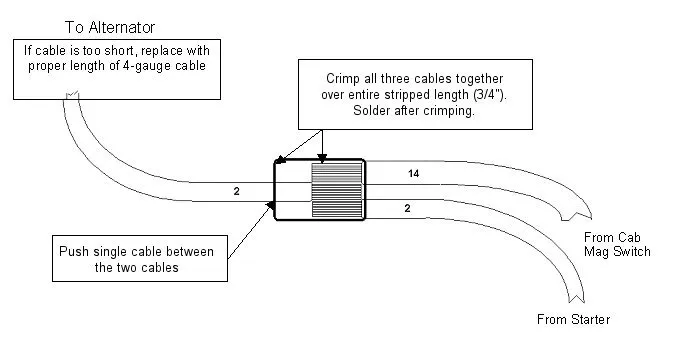 To Alternator
If cable is too short, replace with
proper length of 4-gauge cable
Crimp all three cables together
over entire stripped length (3/4").
Solder after crimping.
14
2
2
Push single cable between
the two cables
From Cab
Mag Switch
From Starter